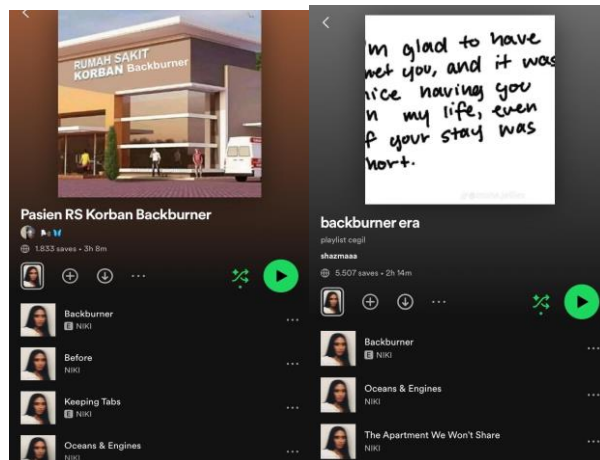 RUMAH SAKIT
KORBAN Backburner
Pasien RS Korban Backburner
1.833 saves • 3h 8m
Backburner
E NIKI
Before
NIKI
Keeping Tabs
E NIKI
Oceans & Engines
NIKI
I'm glad to have
met you, and it was
nice having you
in my life, even
if your stay was
short.
backburner era
playlist cegil
shazmaaa
5.507 saves • 2h 14m
Backburner
E NIKI
Oceans & Engines
NIKI
The Apartment We Won't Share
NIKI